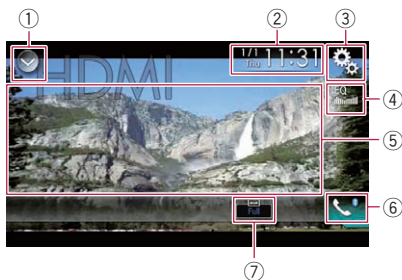 ① ② ③
HDMI
1/1
Thu
11:31
EQ
④
⑤
Full
⑥
⑦